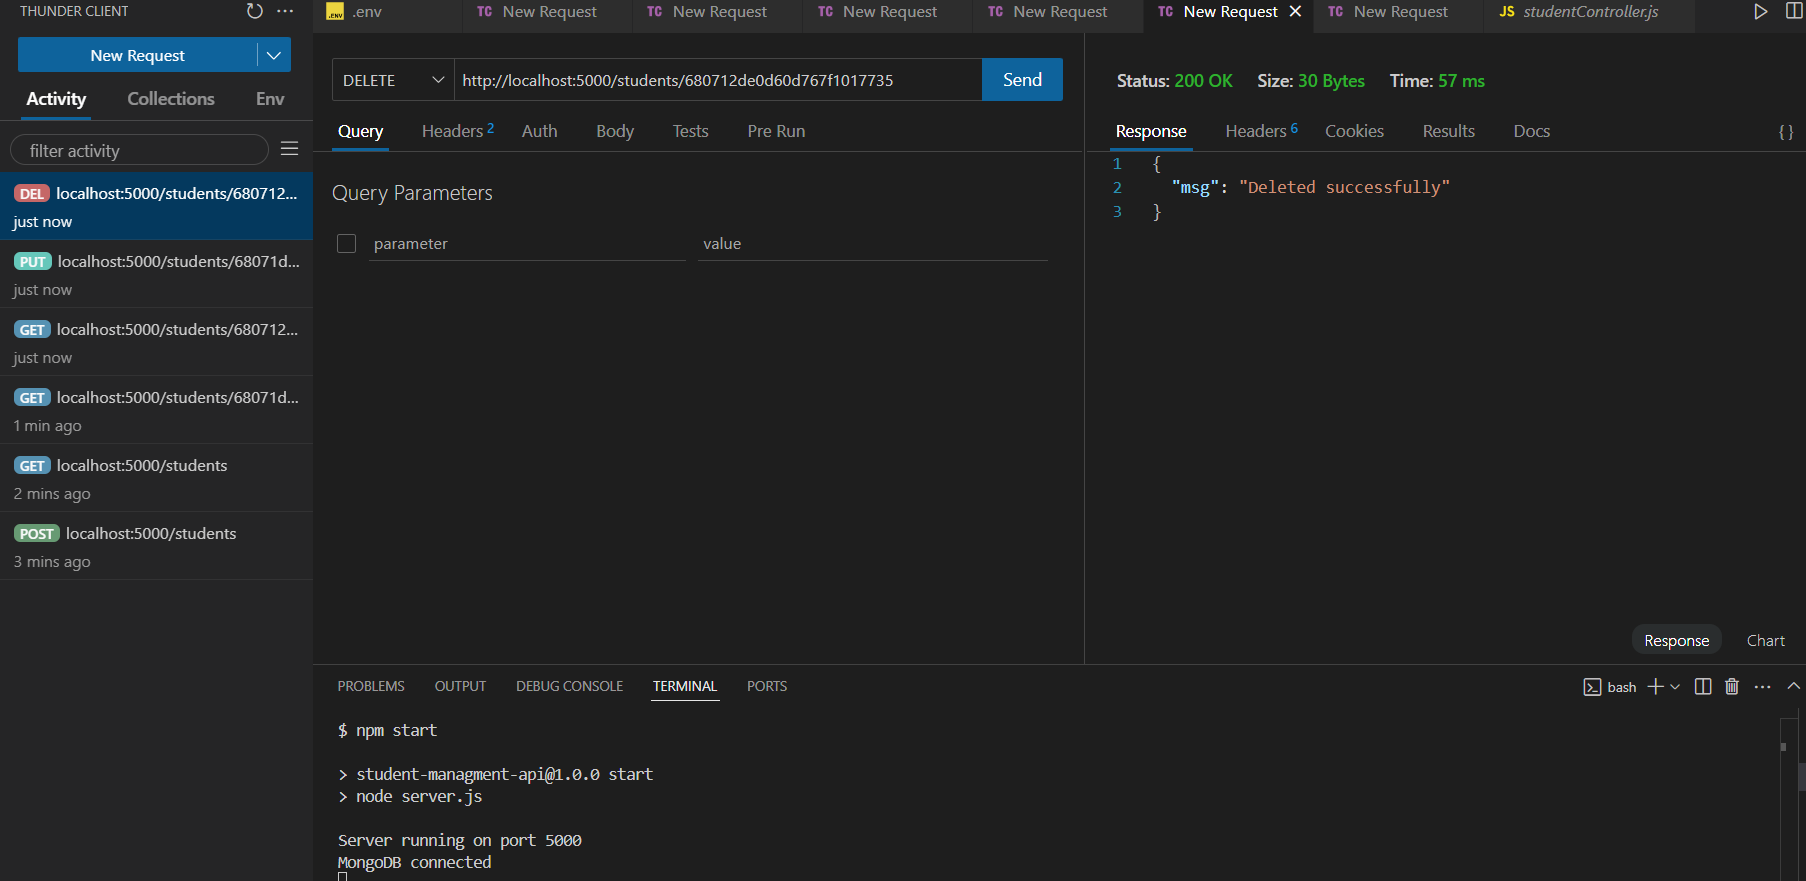 THUNDER CLIENT
New Request
Activity Collections Env
filter activity
DEL localhost:5000/students/680712...
just now
PUT localhost:5000/students/68071d...
just now
GET localhost:5000/students/680712...
just now
GET localhost:5000/students/68071d...
1 min ago
GET localhost:5000/students
2 mins ago
POST localhost:5000/students
3 mins ago
.ENV .env TC New Request TC New Request TC New Request TC New Request TC New Request TC New Request JS studentController.js
DELETE http://localhost:5000/students/680712de0d60d767f1017735 Send
Query Headers 2 Auth Body Tests Pre Run
Query Parameters
parameter value
Status: 200 OK Size: 30 Bytes Time: 57 ms
Response Headers 6 Cookies Results Docs {}
1 {
2 "msg": "Deleted successfully"
3 }
Response Chart
PROBLEMS OUTPUT DEBUG CONSOLE TERMINAL PORTS bash
$ npm start
> student-managment-api@1.0.0 start
> node server.js
Server running on port 5000
MongoDB connected